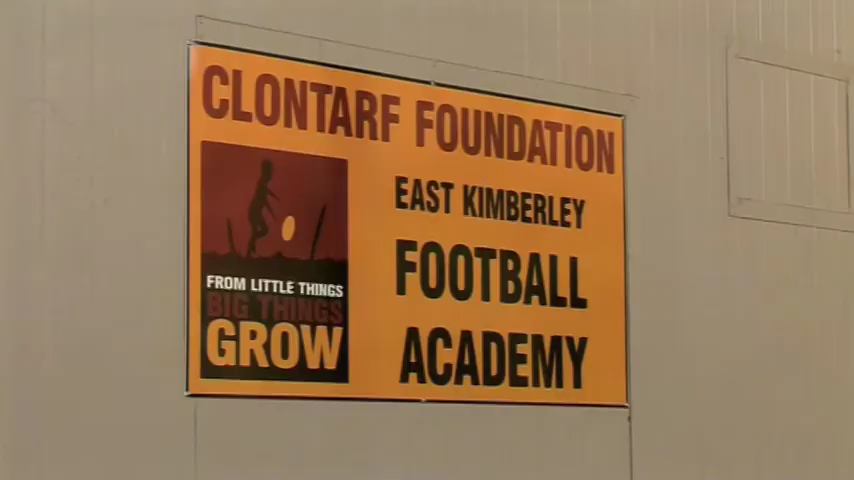 CLONTARF FOUNDATION
EAST KIMBERLEY
FOOTBALL
ACADEMY
FROM LITTLE THINGS
BIG THINGS
GROW